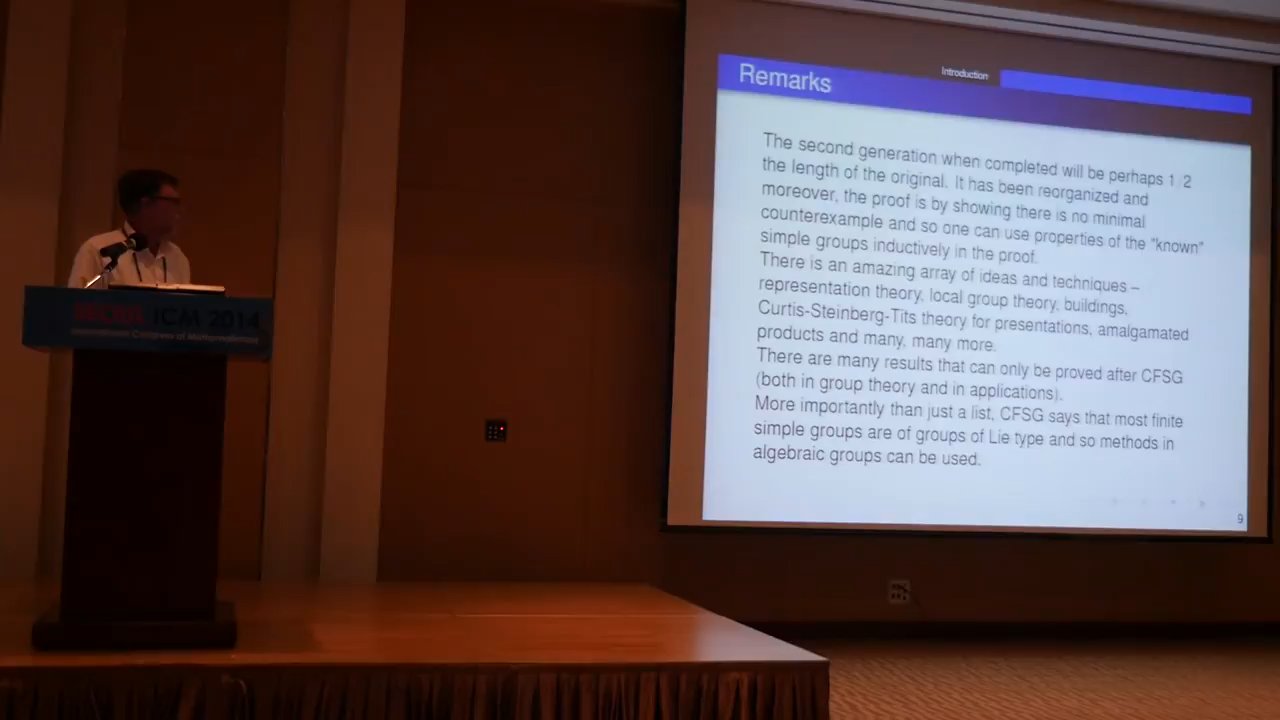 Introduction
Remarks
The second generation when completed will be perhaps 1/2
the length of the original. It has been reorganized and
moreover, the proof is by showing there is no minimal
counterexample and so one can use properties of the "known"
simple groups inductively in the proof.
There is an amazing array of ideas and techniques –
representation theory, local group theory, buildings,
Curtis-Steinberg-Tits theory for presentations, amalgamated
products and many, many more.
There are many results that can only be proved after CFSG
(both in group theory and in applications).
More importantly than just a list, CFSG says that most finite
simple groups are of groups of Lie type and so methods in
algebraic groups can be used.
9
SEOUL ICM 2014
International Congress of Mathematicians